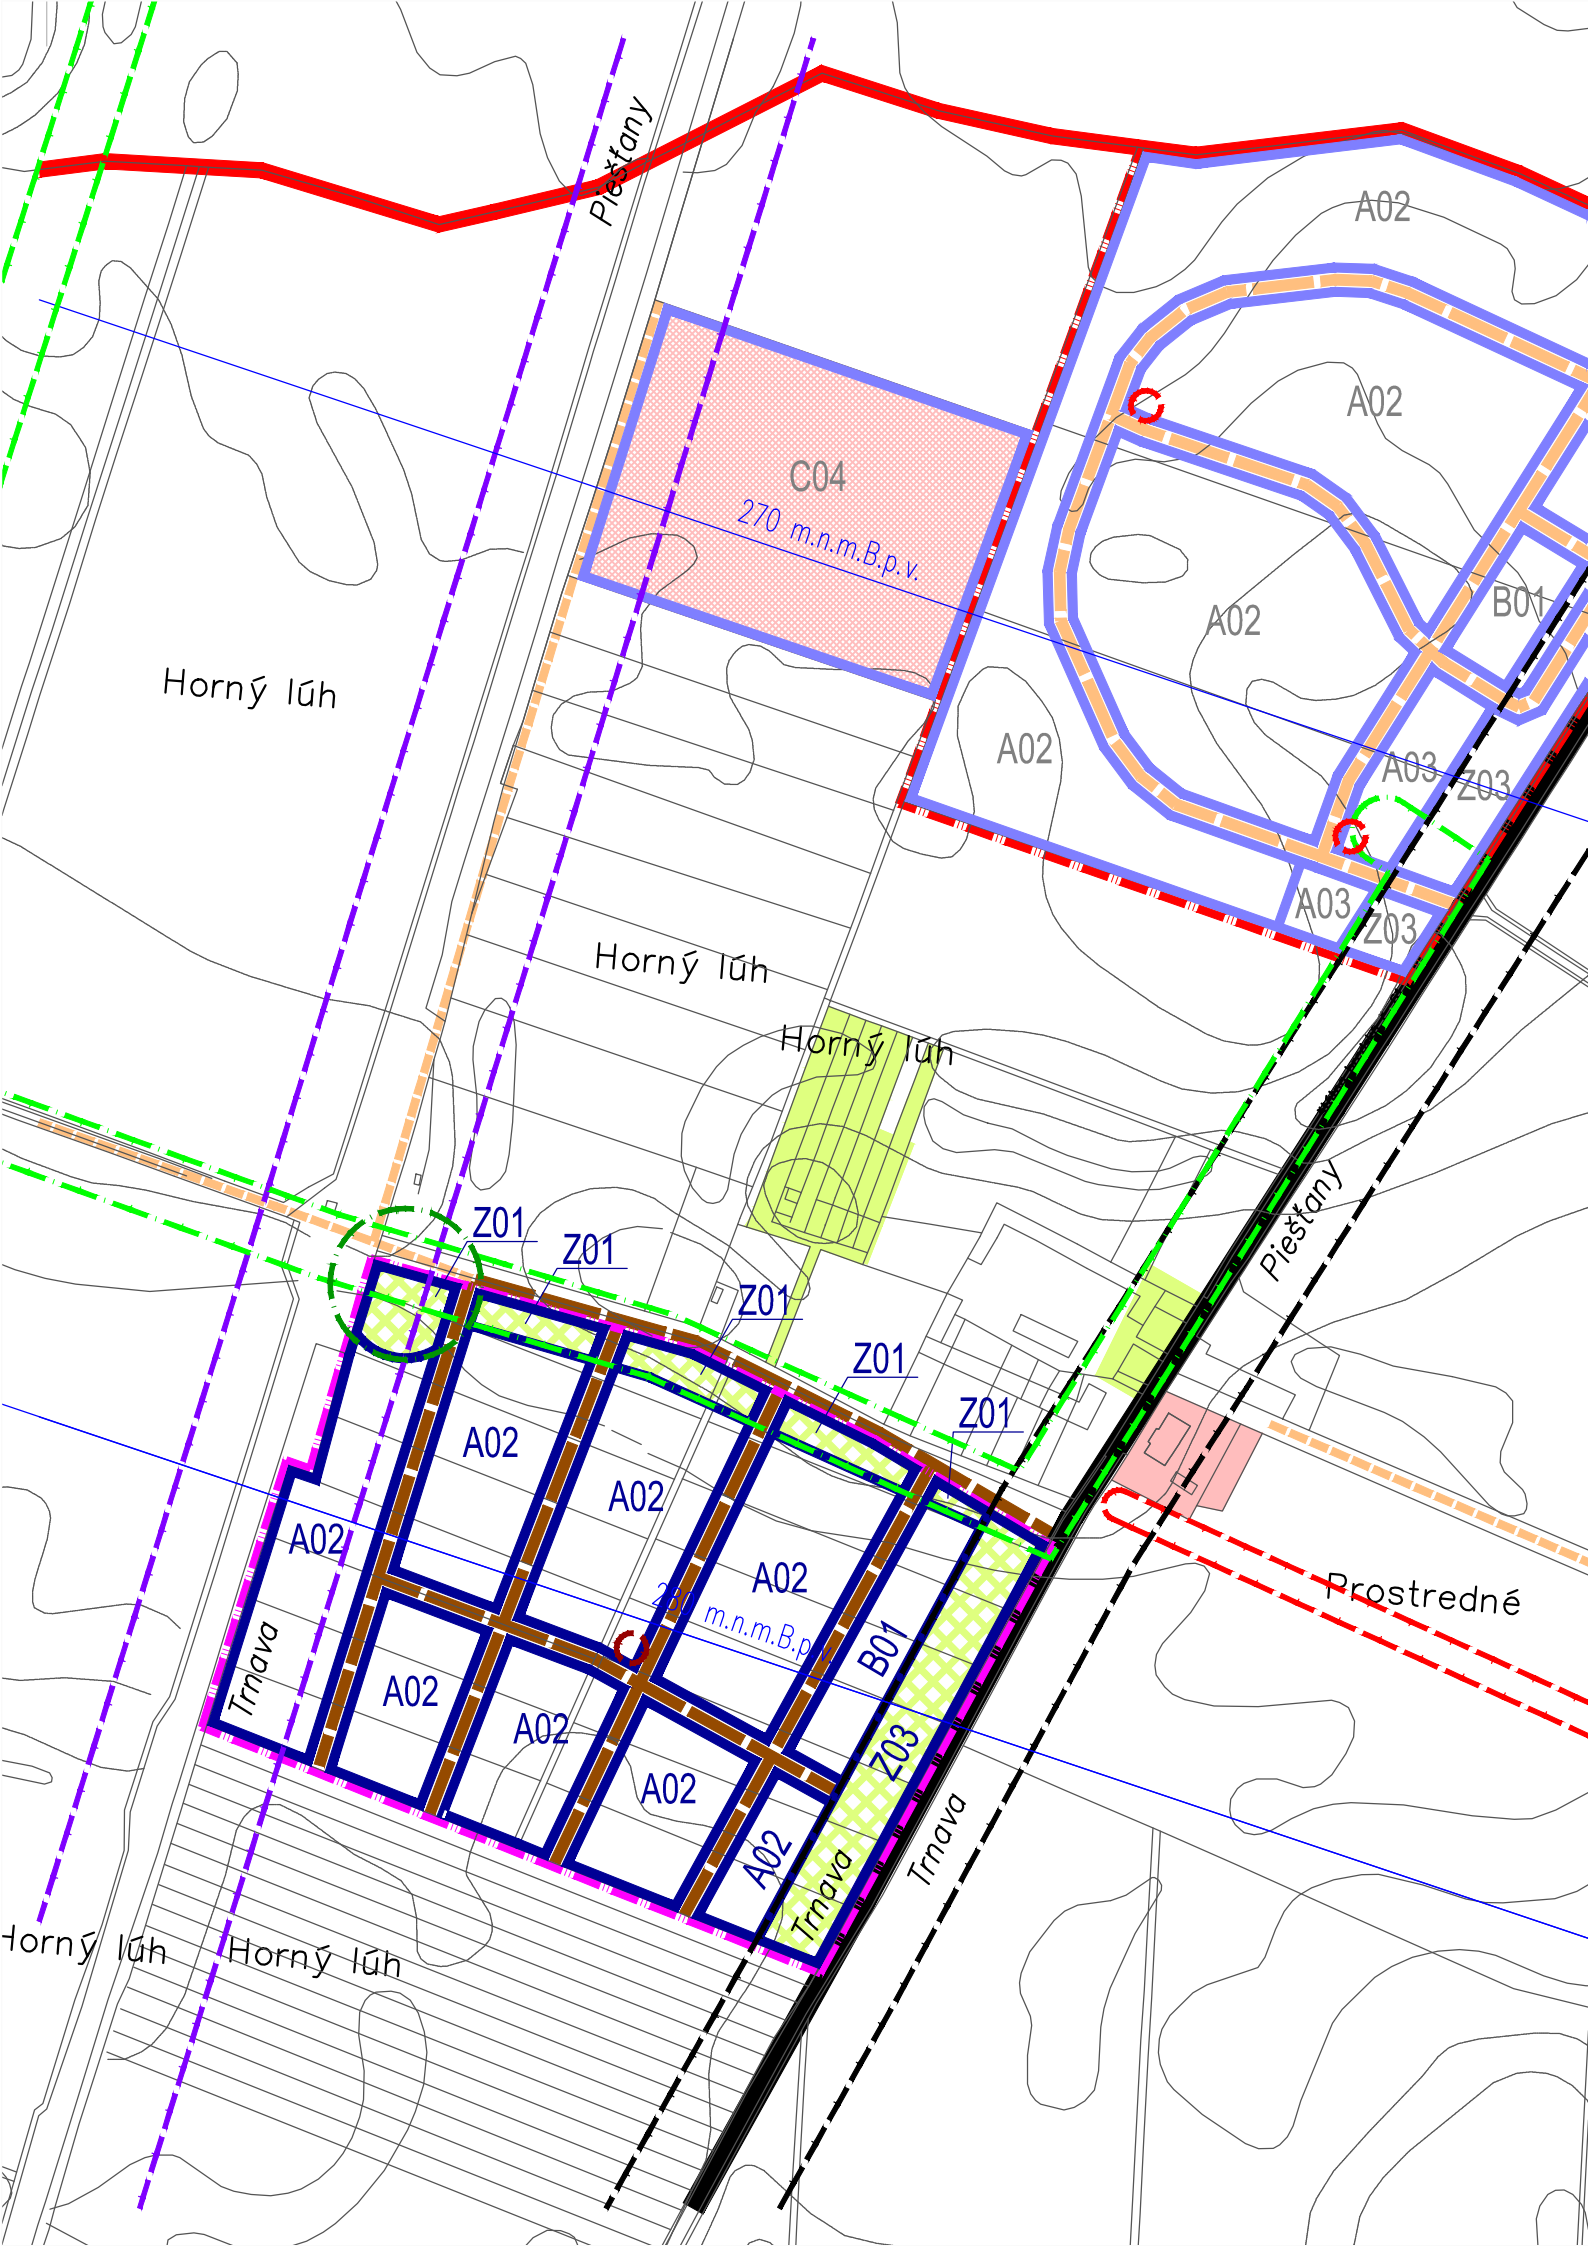 Piešťany
A02
A02
C04
270 m.n.m.B.p.v.
B01
A02
Horný lúh
A02
A03
Z03
A03
Z03
Horný lúh
Horný lúh
Piešťany
Z01
Z01
Z01
Z01
Z01
A02
A02
A02
A02
Prostredné
230 m.n.m.B.p.v.
B01
Trnava
A02
A02
Z03
A02
A02
Trnava
Trnava
Horný lúh
Horný lúh